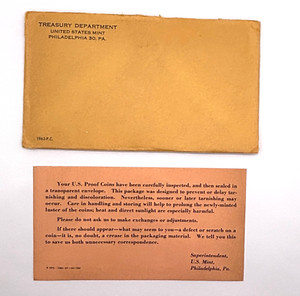 TREASURY DEPARTMENT
UNITED STATES MINT
PHILADELPHIA 30, PA.
Your U.S. Proof Coins have been carefully inspected, and then sealed in
a transparent envelope. This package was designed to prevent or delay tar-
nishing and discoloration. Nevertheless, sooner or later tarnishing may
occur. Care in handling and storing will help to prolong the newly-minted
luster of the coins; heat and direct sunlight are especially harmful.
Please do not ask us to make exchanges or adjustments.
If there should appear—what may seem to you—a defect or scratch on a
coin—it is, no doubt, a crease in the packaging material. We tell you this
to save us both unnecessary correspondence.
Superintendent,
U.S. Mint,
Philadelphia, Pa.